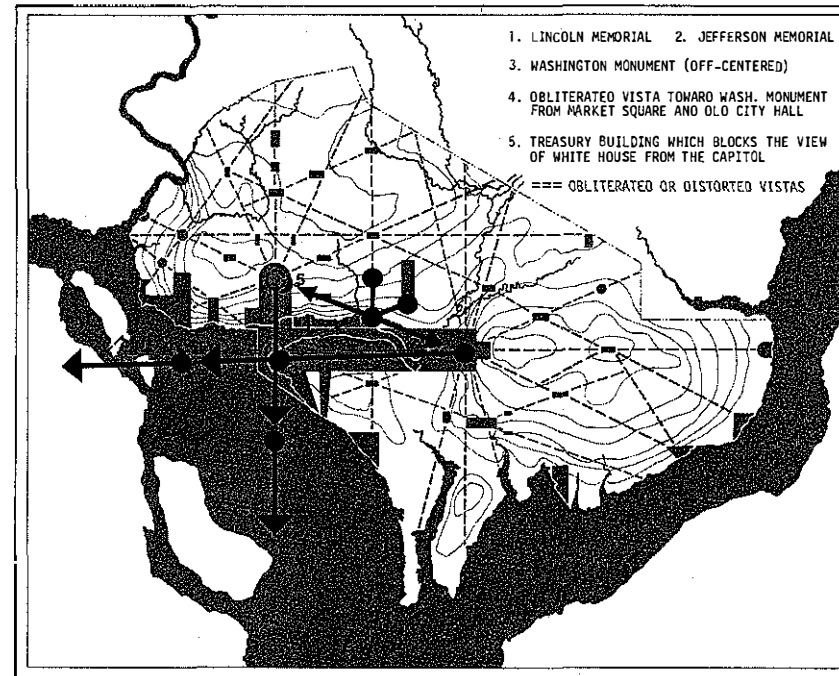 1. LINCOLN MEMORIAL 2. JEFFERSON MEMORIAL
3. WASHINGTON MONUMENT (OFF-CENTERED)
4. OBLITERATED VISTA TOWARD WASH. MONUMENT
FROM MARKET SQUARE AND OLD CITY HALL
5. TREASURY BUILDING WHICH BLOCKS THE VIEW
OF WHITE HOUSE FROM THE CAPITOL
=== OBLITERATED OR DISTORTED VISTAS
5